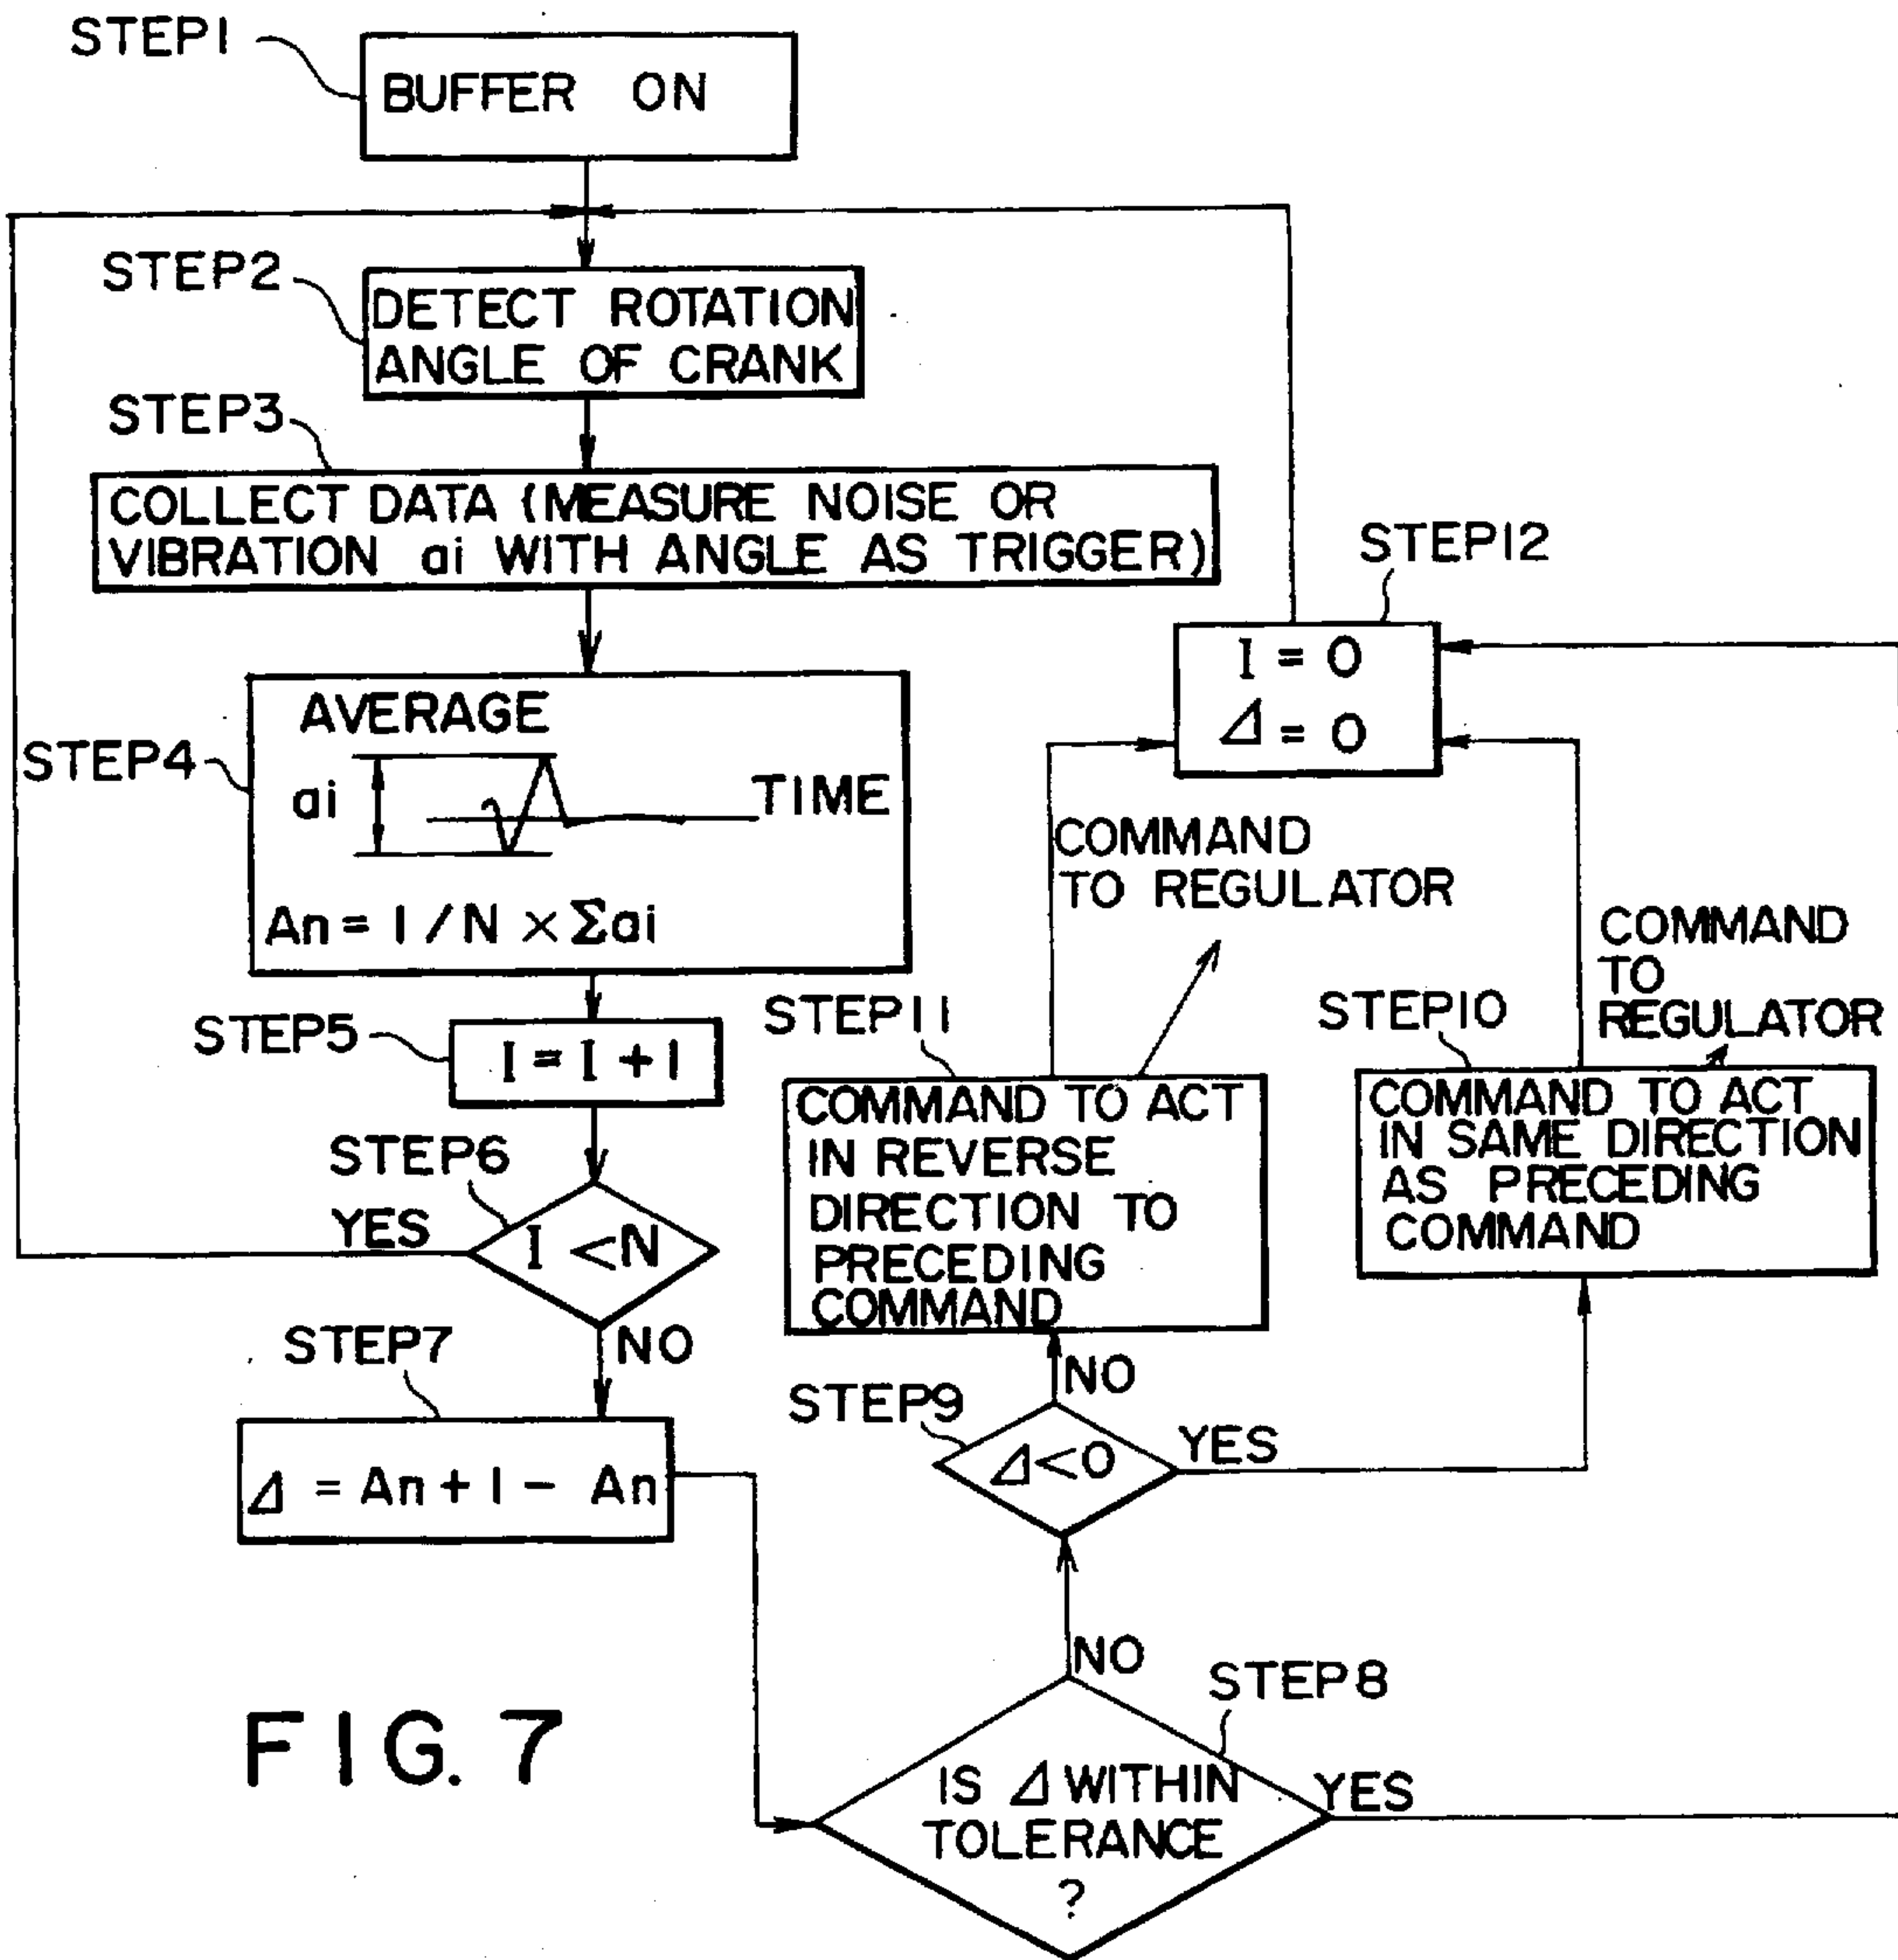 STEP1
BUFFER ON
STEP2
DETECT ROTATION
ANGLE OF CRANK
STEP3
COLLECT DATA (MEASURE NOISE OR
VIBRATION ai WITH ANGLE AS TRIGGER)
STEP4
AVERAGE
ai
TIME
An = 1/N × Σai
STEP5
I = I + 1
STEP6
I < N
YES
NO
STEP7
Δ = An + 1 - An
STEP8
IS Δ WITHIN
TOLERANCE
?
YES
NO
STEP9
Δ < 0
YES
NO
STEP10
COMMAND TO ACT
IN SAME DIRECTION
AS PRECEDING
COMMAND
COMMAND
TO
REGULATOR
STEP11
COMMAND TO ACT
IN REVERSE
DIRECTION TO
PRECEDING
COMMAND
COMMAND
TO REGULATOR
STEP12
I = 0
Δ = 0
FIG. 7